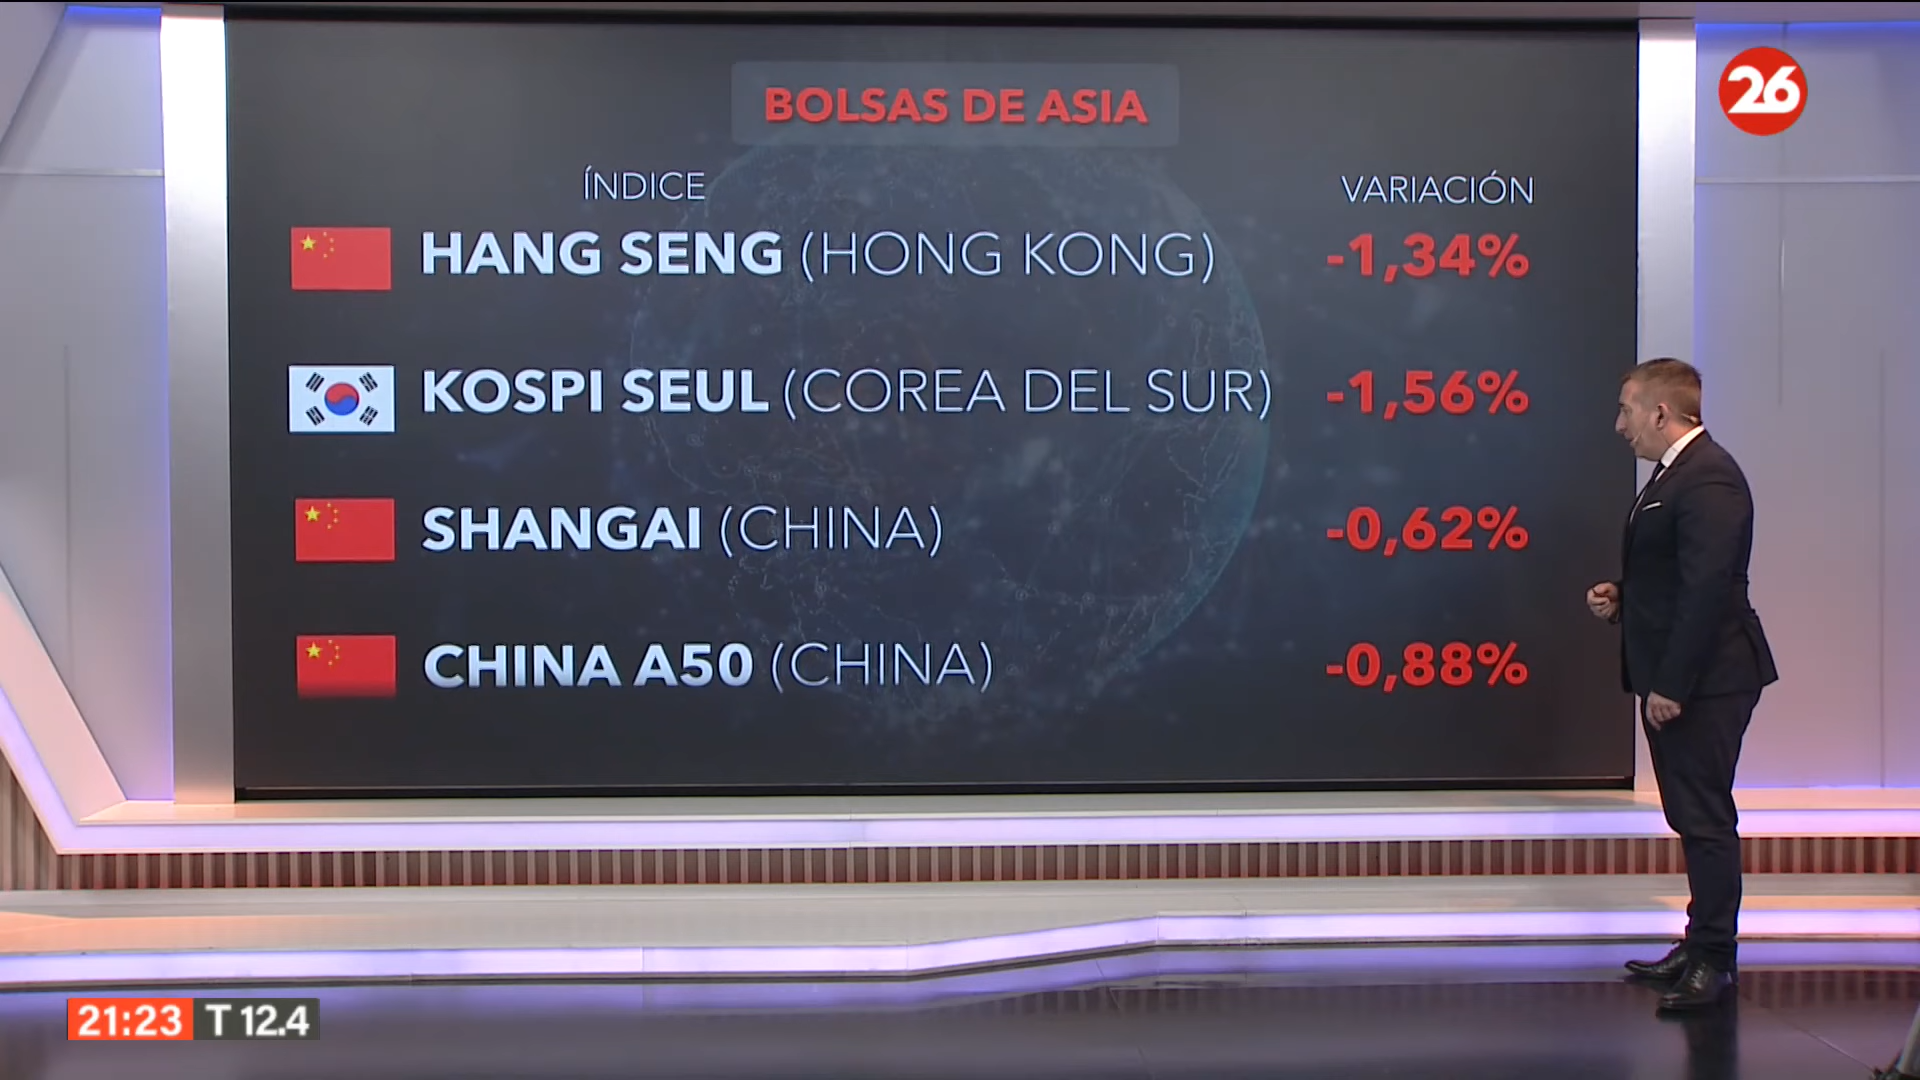 BOLSAS DE ASIA
26
ÍNDICE VARIACIÓN
HANG SENG (HONG KONG) -1,34%
KOSPI SEUL (COREA DEL SUR) -1,56%
SHANGAI (CHINA) -0,62%
CHINA A50 (CHINA) -0,88%
21:23 T 12.4